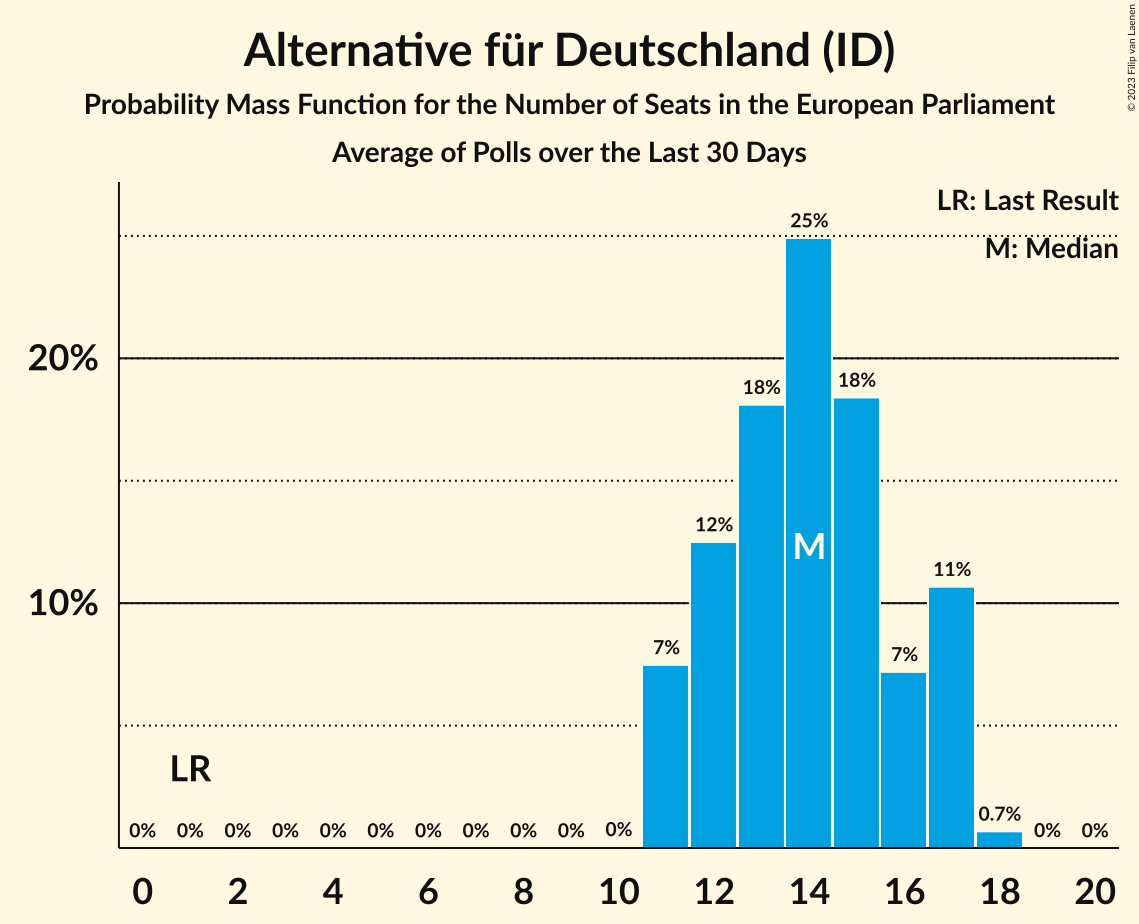 Alternative für Deutschland (ID)
Probability Mass Function for the Number of Seats in the European Parliament
Average of Polls over the Last 30 Days
© 2023 Filip van Laenen
LR: Last Result
M: Median
25%
20%
18%
18%
12%
M
11%
10%
7%
7%
LR
0.7%
0% 0% 0% 0% 0% 0% 0% 0% 0% 0% 0% 0% 0%
0 2 4 6 8 10 12 14 16 18 20